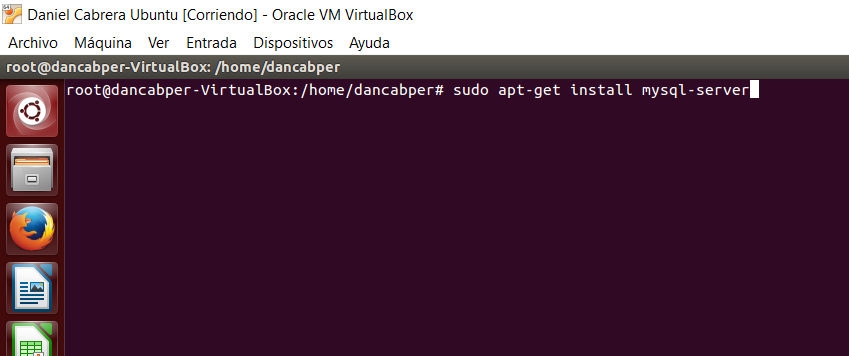 Daniel Cabrera Ubuntu [Corriendo] - Oracle VM VirtualBox
Archivo Máquina Ver Entrada Dispositivos Ayuda
root@dancabper-VirtualBox: /home/dancabper
root@dancabper-VirtualBox:/home/dancabper# sudo apt-get install mysql-server